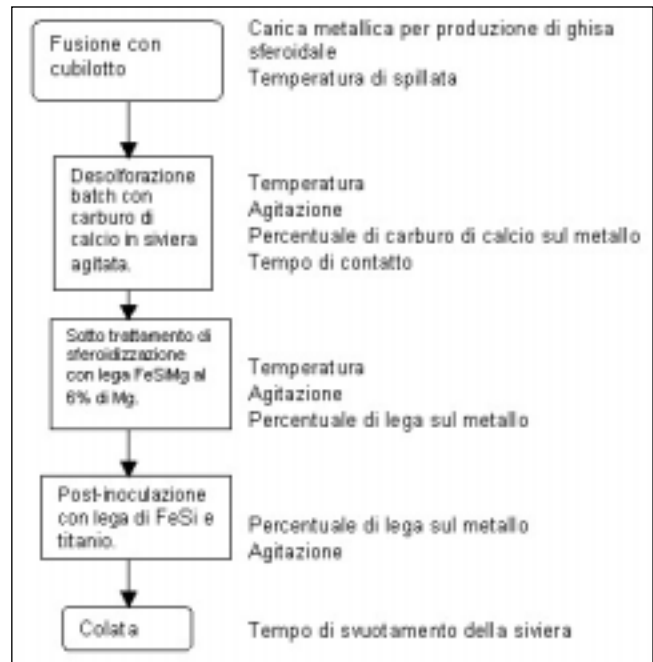 Fusione con
cubilotto
Carica metallica per produzione di ghisa
sferoidale
Temperatura di spillata
Desolforazione
batch con
carburo di
calcio in siviera
agitata.
Temperatura
Agitazione
Percentuale di carburo di calcio sul metallo
Tempo di contatto
Sotto trattamento di
sferoidizzazione
con lega FeSiMg al
6% di Mg.
Temperatura
Agitazione
Percentuale di lega sul metallo
Post-inoculazione
con lega di FeSi e
titanio.
Percentuale di lega sul metallo
Agitazione
Colata
Tempo di svuotamento della siviera